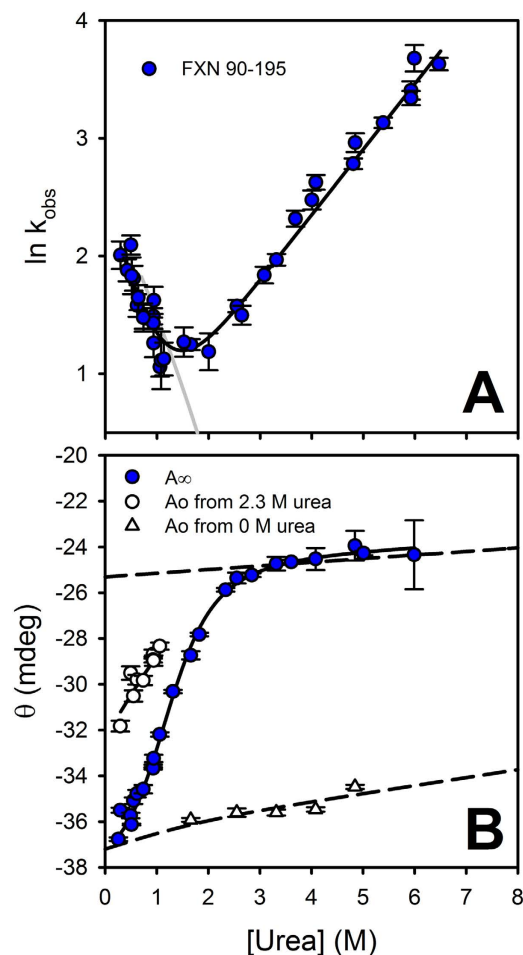 4
FXN 90-195
3
ln kobs
2
1
A
-20
A∞
-22
Ao from 2.3 M urea
Ao from 0 M urea
-24
-26
-28
θ (mdeg)
-30
-32
-34
-36
B
-38
0 1 2 3 4 5 6 7 8
[Urea] (M)